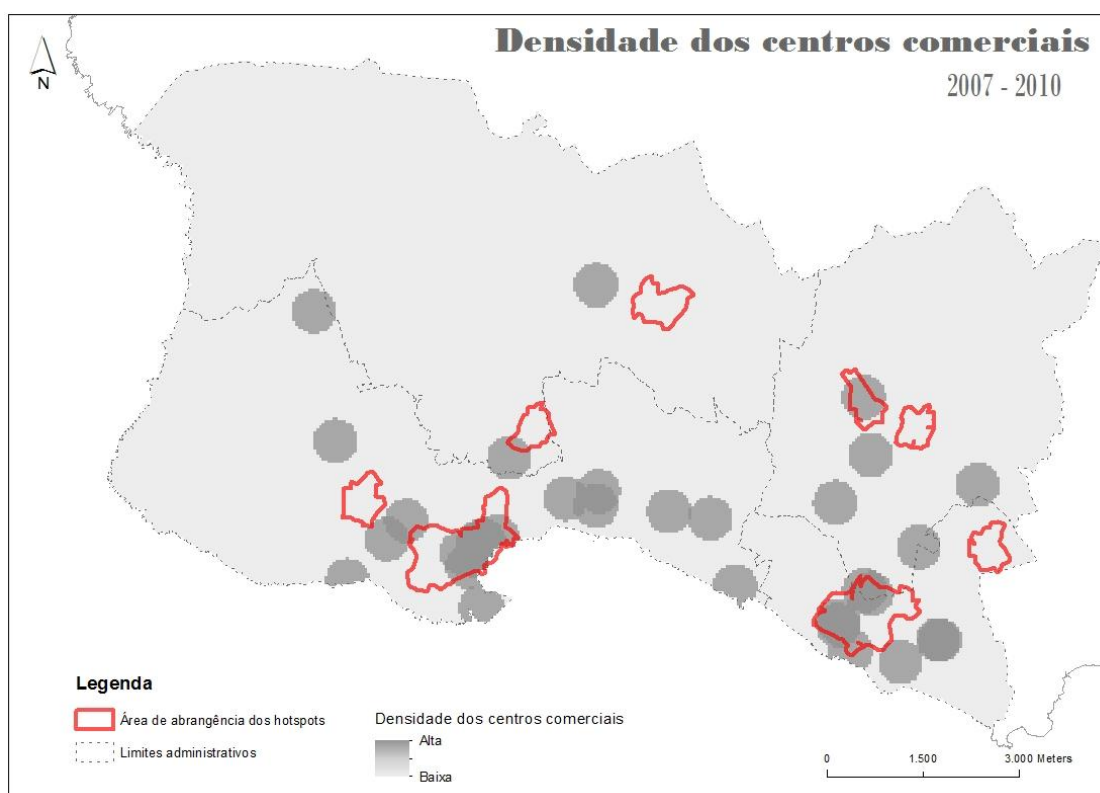 Densidade dos centros comerciais
2007 - 2010
N
Legenda
Área de abrangência dos hotspots
Limites administrativos
Densidade dos centros comerciais
Alta
Baixa
0 1.500 3.000 Meters